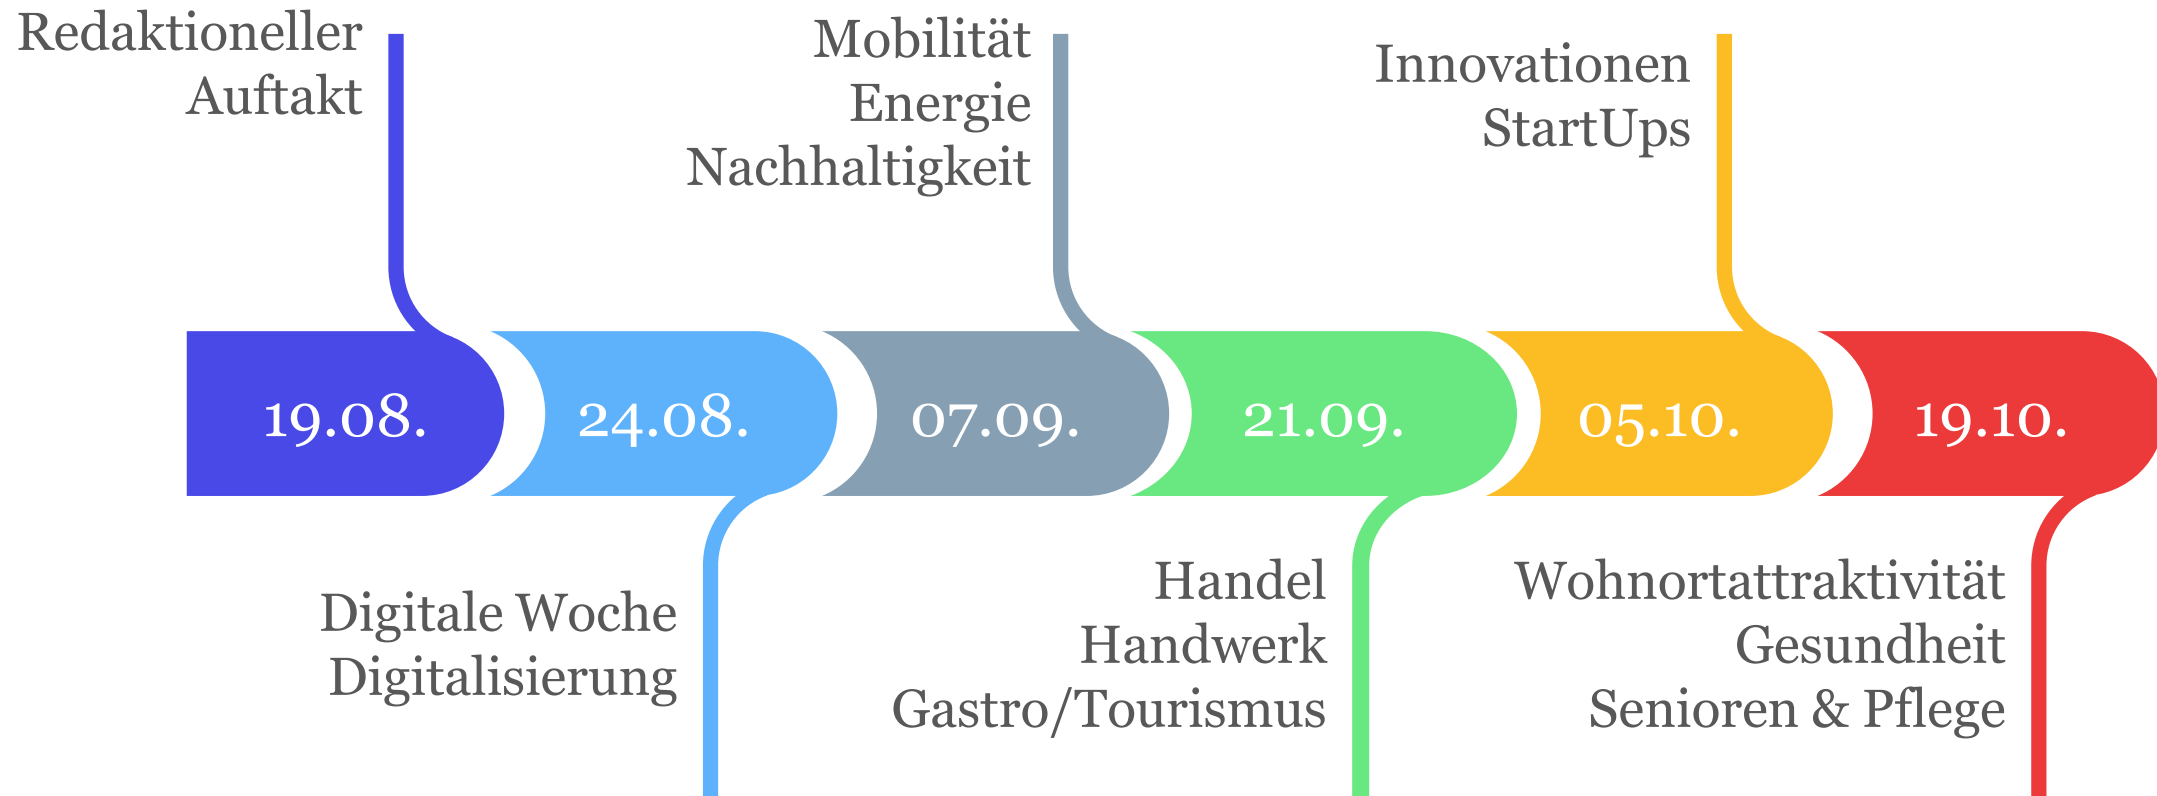 Redaktioneller
Auftakt
Mobilität
Energie
Nachhaltigkeit
Innovationen
StartUps
19.08.
24.08.
07.09.
21.09.
05.10.
19.10.
Digitale Woche
Digitalisierung
Handel
Handwerk
Gastro/Tourismus
Wohnortattraktivität
Gesundheit
Senioren & Pflege